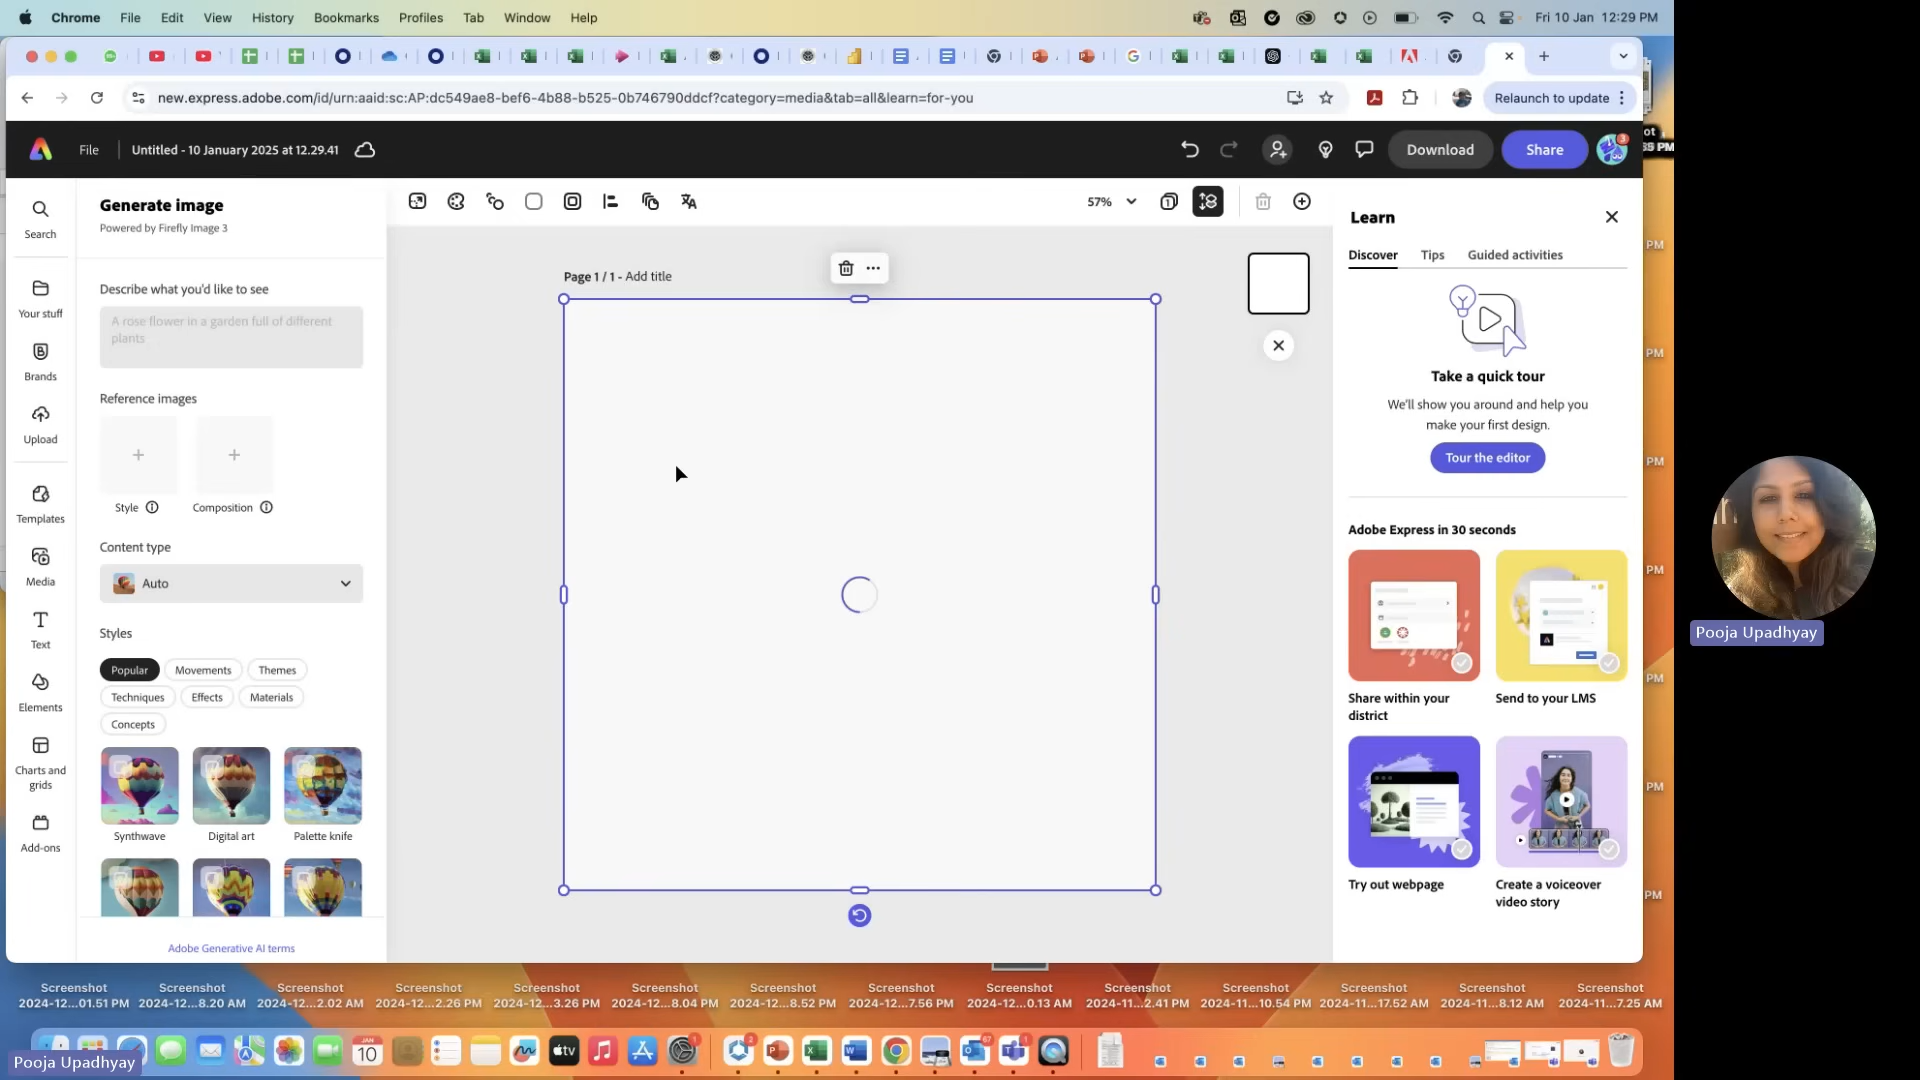 Chrome File Edit View History Bookmarks Profiles Tab Window Help
Fri 10 Jan 12:29 PM
new.express.adobe.com/id/urn:aaid:sc:AP:dc549ae8-bef6-4b88-b525-0b746790ddcf?category=media&tab=all&learn=for-you
Relaunch to update
File
Untitled - 10 January 2025 at 12.29.41
Download
Share
3
Search
Your stuff
Brands
Upload
Templates
Media
Text
Elements
Charts and
grids
Add-ons
Generate image
Powered by Firefly Image 3
Describe what you'd like to see
A rose flower in a garden full of different
plants
Reference images
Style
Composition
Content type
Auto
Styles
Popular Movements Themes
Techniques Effects Materials
Concepts
Synthwave Digital art Palette knife
Adobe Generative AI terms
57%
Page 1 / 1 - Add title
Learn
Discover Tips Guided activities
Take a quick tour
We'll show you around and help you
make your first design.
Tour the editor
Adobe Express in 30 seconds
Share within your
district
Send to your LMS
Try out webpage
Create a voiceover
video story
PM
PM
PM
PM
PM
PM
PM
Screenshot Screenshot Screenshot Screenshot Screenshot Screenshot Screenshot Screenshot Screenshot Screenshot Screenshot Screenshot Screenshot Screenshot
2024-12...01.51 PM 2024-12...8.20 AM 2024-12...2.02 AM 2024-12...2.26 PM 2024-12...3.26 PM 2024-12...8.04 PM 2024-12...8.52 PM 2024-12...7.56 PM 2024-12...0.13 AM 2024-11...2.41 PM 2024-11...10.54 PM 2024-11...17.52 AM 2024-11...8.12 AM 2024-11...7.25 AM
JAN
10
tv
Pooja Upadhyay
Pooja Upadhyay